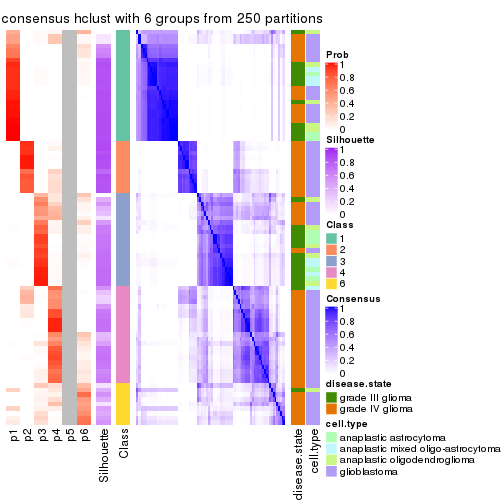 consensus hclust with 6 groups from 250 partitions
Prob
1
0.8
0.6
0.4
0.2
0
Silhouette
1
0.8
0.6
0.4
0.2
0
Class
1
2
3
4
6
Consensus
1
0.8
0.6
0.4
0.2
0
disease.state
grade III glioma
grade IV glioma
cell.type
anaplastic astrocytoma
anaplastic mixed oligo-astrocytoma
anaplastic oligodendroglioma
glioblastoma
p1
p2
p3
p4
p5
p6
Silhouette
Class
disease.state
cell.type